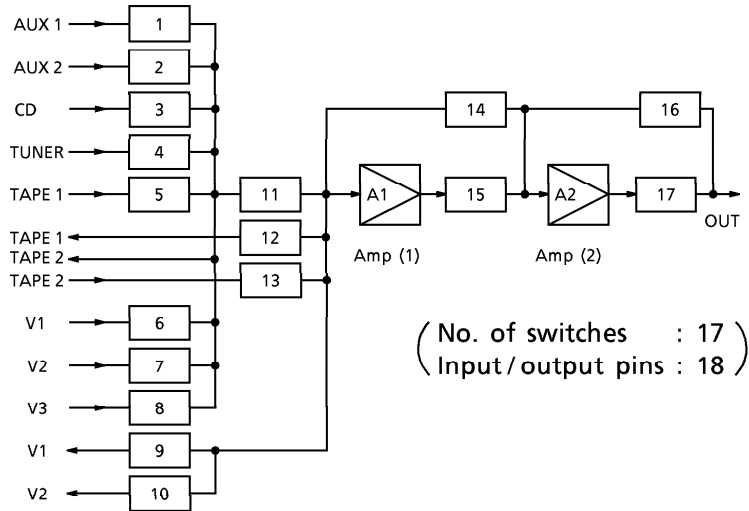 AUX 1
1
AUX 2
2
CD
3
14
16
TUNER
4
TAPE 1
5
11
A1
15
A2
17
OUT
TAPE 1
12
Amp (1)
Amp (2)
TAPE 2
TAPE 2
13
V1
6
No. of switches : 17
V2
7
Input/output pins : 18
V3
8
V1
9
V2
10